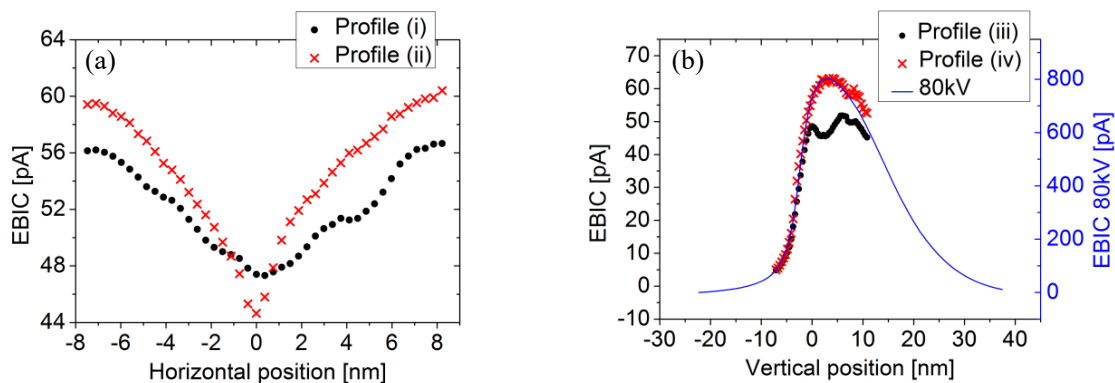 (a)
Profile (i)
Profile (ii)
64
60
56
52
48
44
EBIC [pA]
-8 -6 -4 -2 0 2 4 6 8
Horizontal position [nm]
(b)
Profile (iii)
Profile (iv)
80kV
70
60
50
40
30
20
10
0
-10
EBIC [pA]
800
600
400
200
0
EBIC 80kV [pA]
-30 -20 -10 0 10 20 30 40
Vertical position [nm]